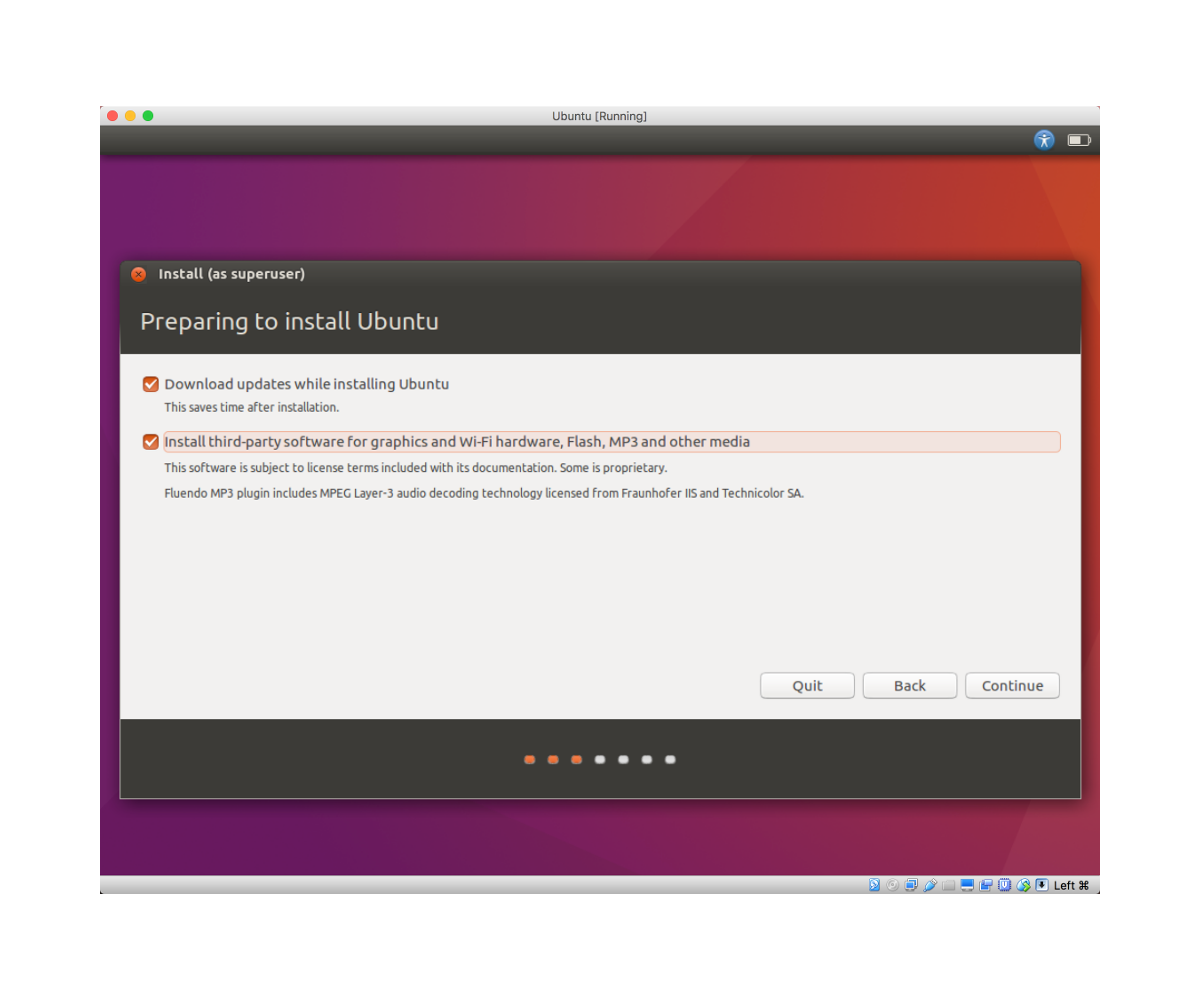 Ubuntu [Running]
Install (as superuser)
Preparing to install Ubuntu
Download updates while installing Ubuntu
This saves time after installation.
Install third-party software for graphics and Wi-Fi hardware, Flash, MP3 and other media
This software is subject to license terms included with its documentation. Some is proprietary.
Fluendo MP3 plugin includes MPEG Layer-3 audio decoding technology licensed from Fraunhofer IIS and Technicolor SA.
Quit Back Continue
Left ⌘